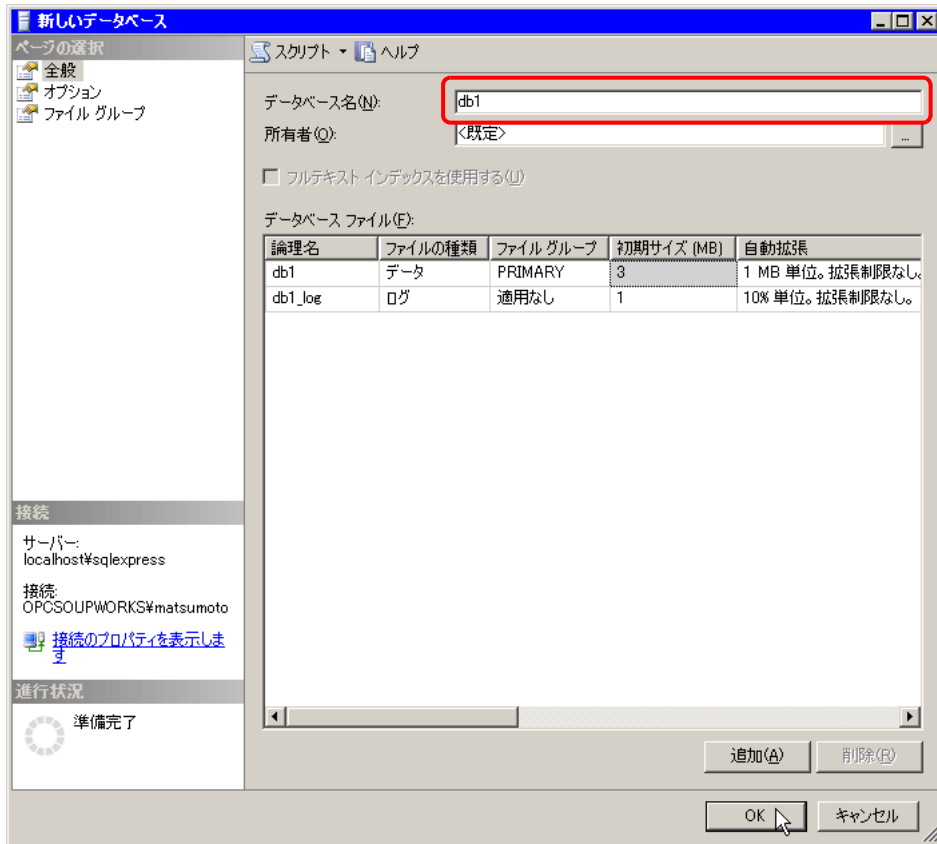 新しいデータベース
ページの選択
全般
オプション
ファイル グループ
スクリプト ヘルプ
データベース名(N): db1
所有者(O): <既定> ...
フルテキスト インデックスを使用する(U)
データベース ファイル(F):
論理名 ファイルの種類 ファイル グループ 初期サイズ (MB) 自動拡張
db1 データ PRIMARY 3 1 MB 単位。拡張制限なし。
db1_log ログ 適用なし 1 10% 単位。拡張制限なし。
接続
サーバー:
localhost¥sqlexpress
接続:
OPCSOUPWORKS¥matsumoto
接続のプロパティを表示しま
す
進行状況
準備完了
追加(A) 削除(R)
OK キャンセル